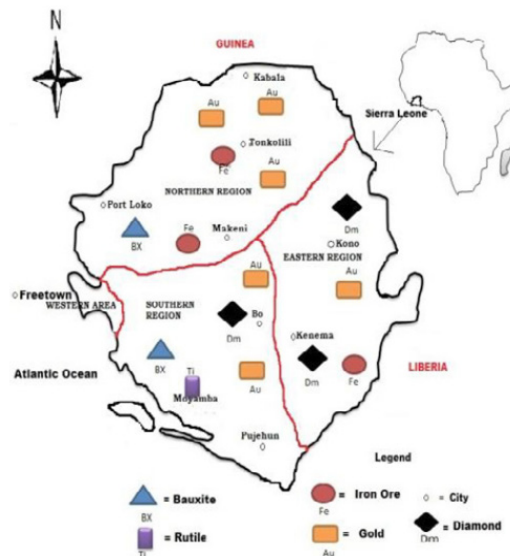 N
GUINEA
Kabala
Au
Au
Sierra Leone
Zonkolili
Fe
Au
NORTHERN REGION
Port Loko
Dm
Fe
Makeni
BX
Kono
EASTERN REGION
Au
Au
Freetown
WESTERN AREA
SOUTHERN
REGION
Bo
Dm
Kenema
BX
Ti
Moyamba
Au
Dm
Fe
LIBERIA
Atlantic Ocean
Pujehun
Legend
= Bauxite
BX
= Iron Ore
Fe
= City
= Rutile
Ti
= Gold
Au
= Diamond
Dm